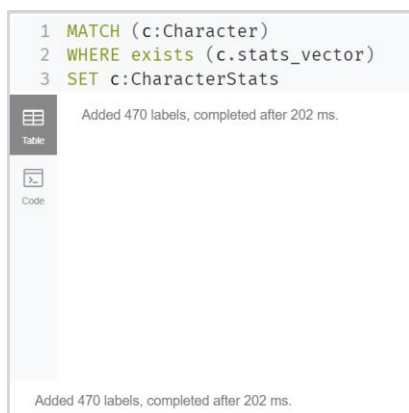 1 MATCH (c:Character)
2 WHERE exists (c.stats_vector)
3 SET c:CharacterStats
Added 470 labels, completed after 202 ms.
Table
Code
Added 470 labels, completed after 202 ms.